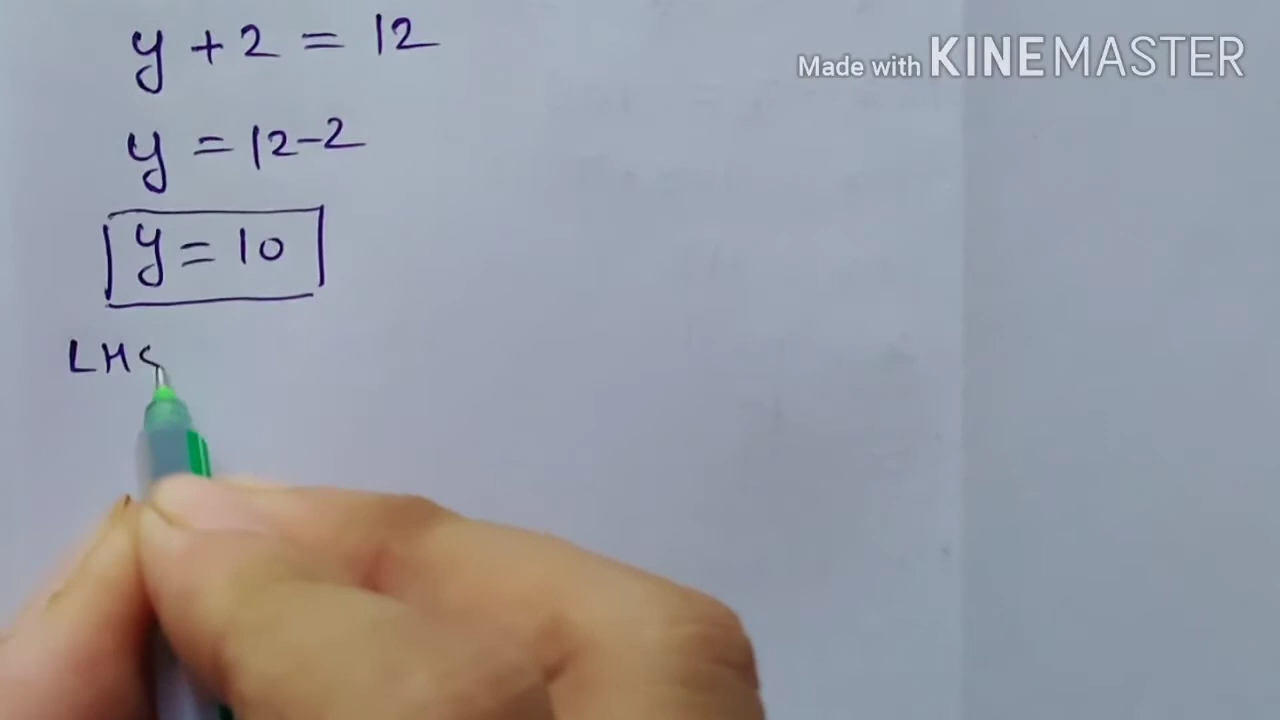 y + 2 = 12
Made with KINEMASTER
y = 12-2
y = 10
LHS